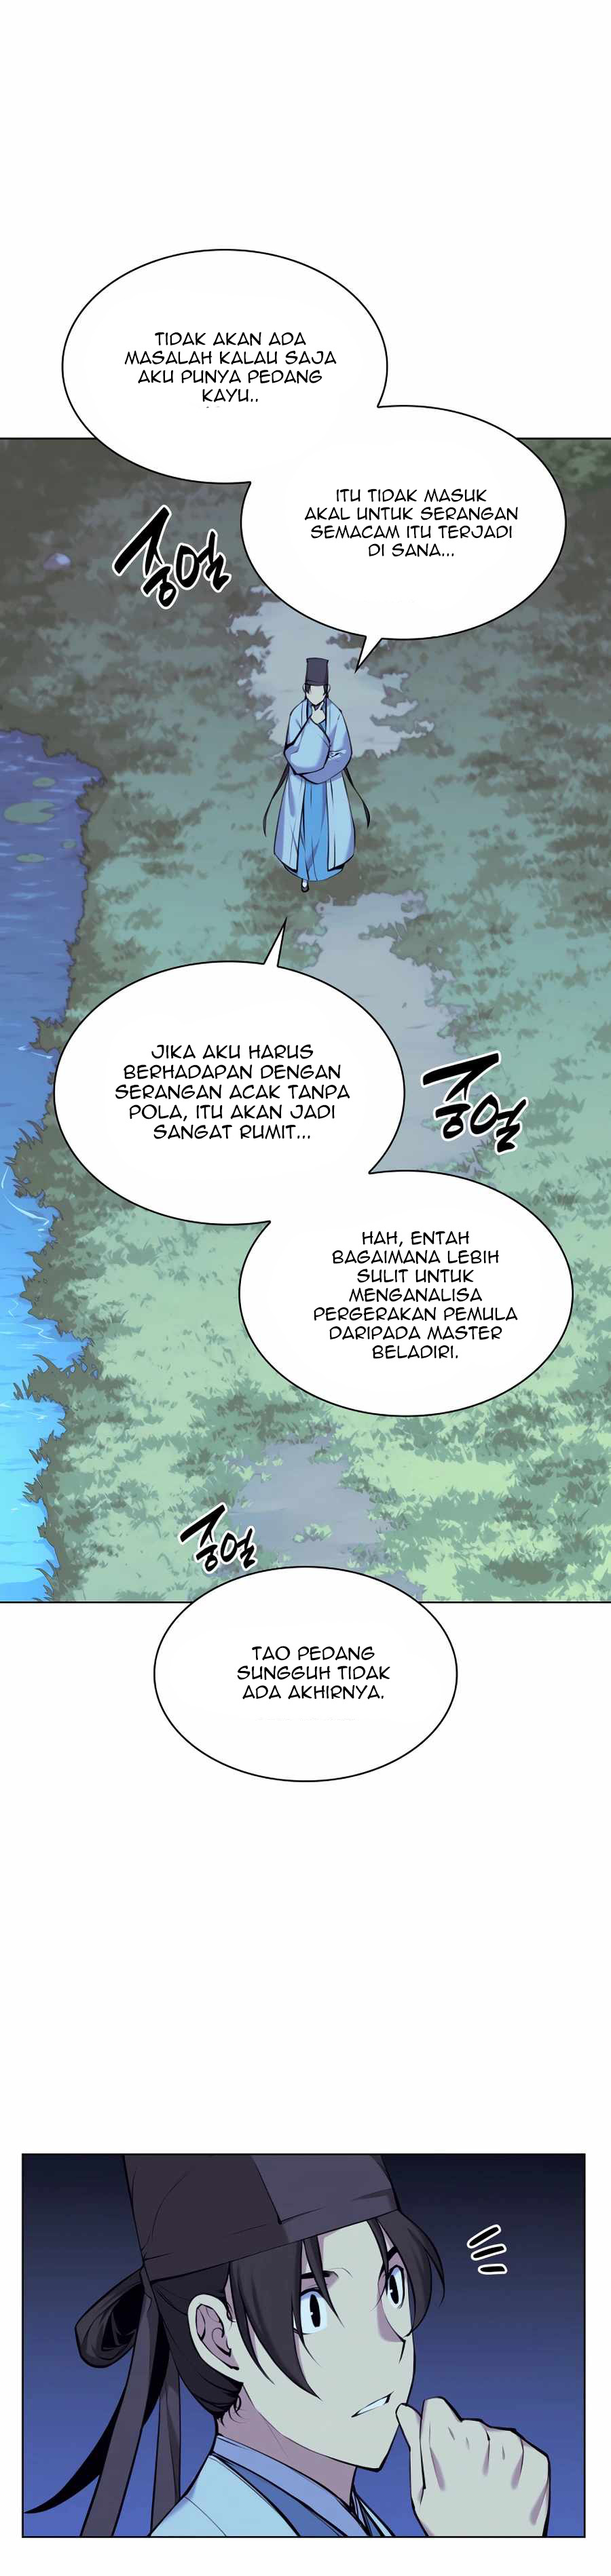 TIDAK AKAN ADA
MASALAH KALAU SAJA
AKU PUNYA PEDANG
KAYU..
ITU TIDAK MASUK
AKAL UNTUK SERANGAN
SEMACAM ITU TERJADI
DI SANA...
중얼
JIKA AKU HARUS
BERHADAPAN DENGAN
SERANGAN ACAK TANPA
POLA, ITU AKAN JADI
SANGAT RUMIT...
중얼
HAH, ENTAH
BAGAIMANA LEBIH
SULIT UNTUK
MENGANALISA
PERGERAKAN PEMULA
DARIPADA MASTER
BELADIRI.
중얼
TAO PEDANG
SUNGGUH TIDAK
ADA AKHIRNYA.